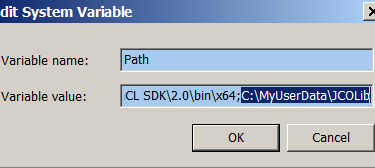 dit System Variable
Variable name:
Path
Variable value:
CL SDK\2.0\bin\x64;C:\MyUserData\JCOLib
OK
Cancel